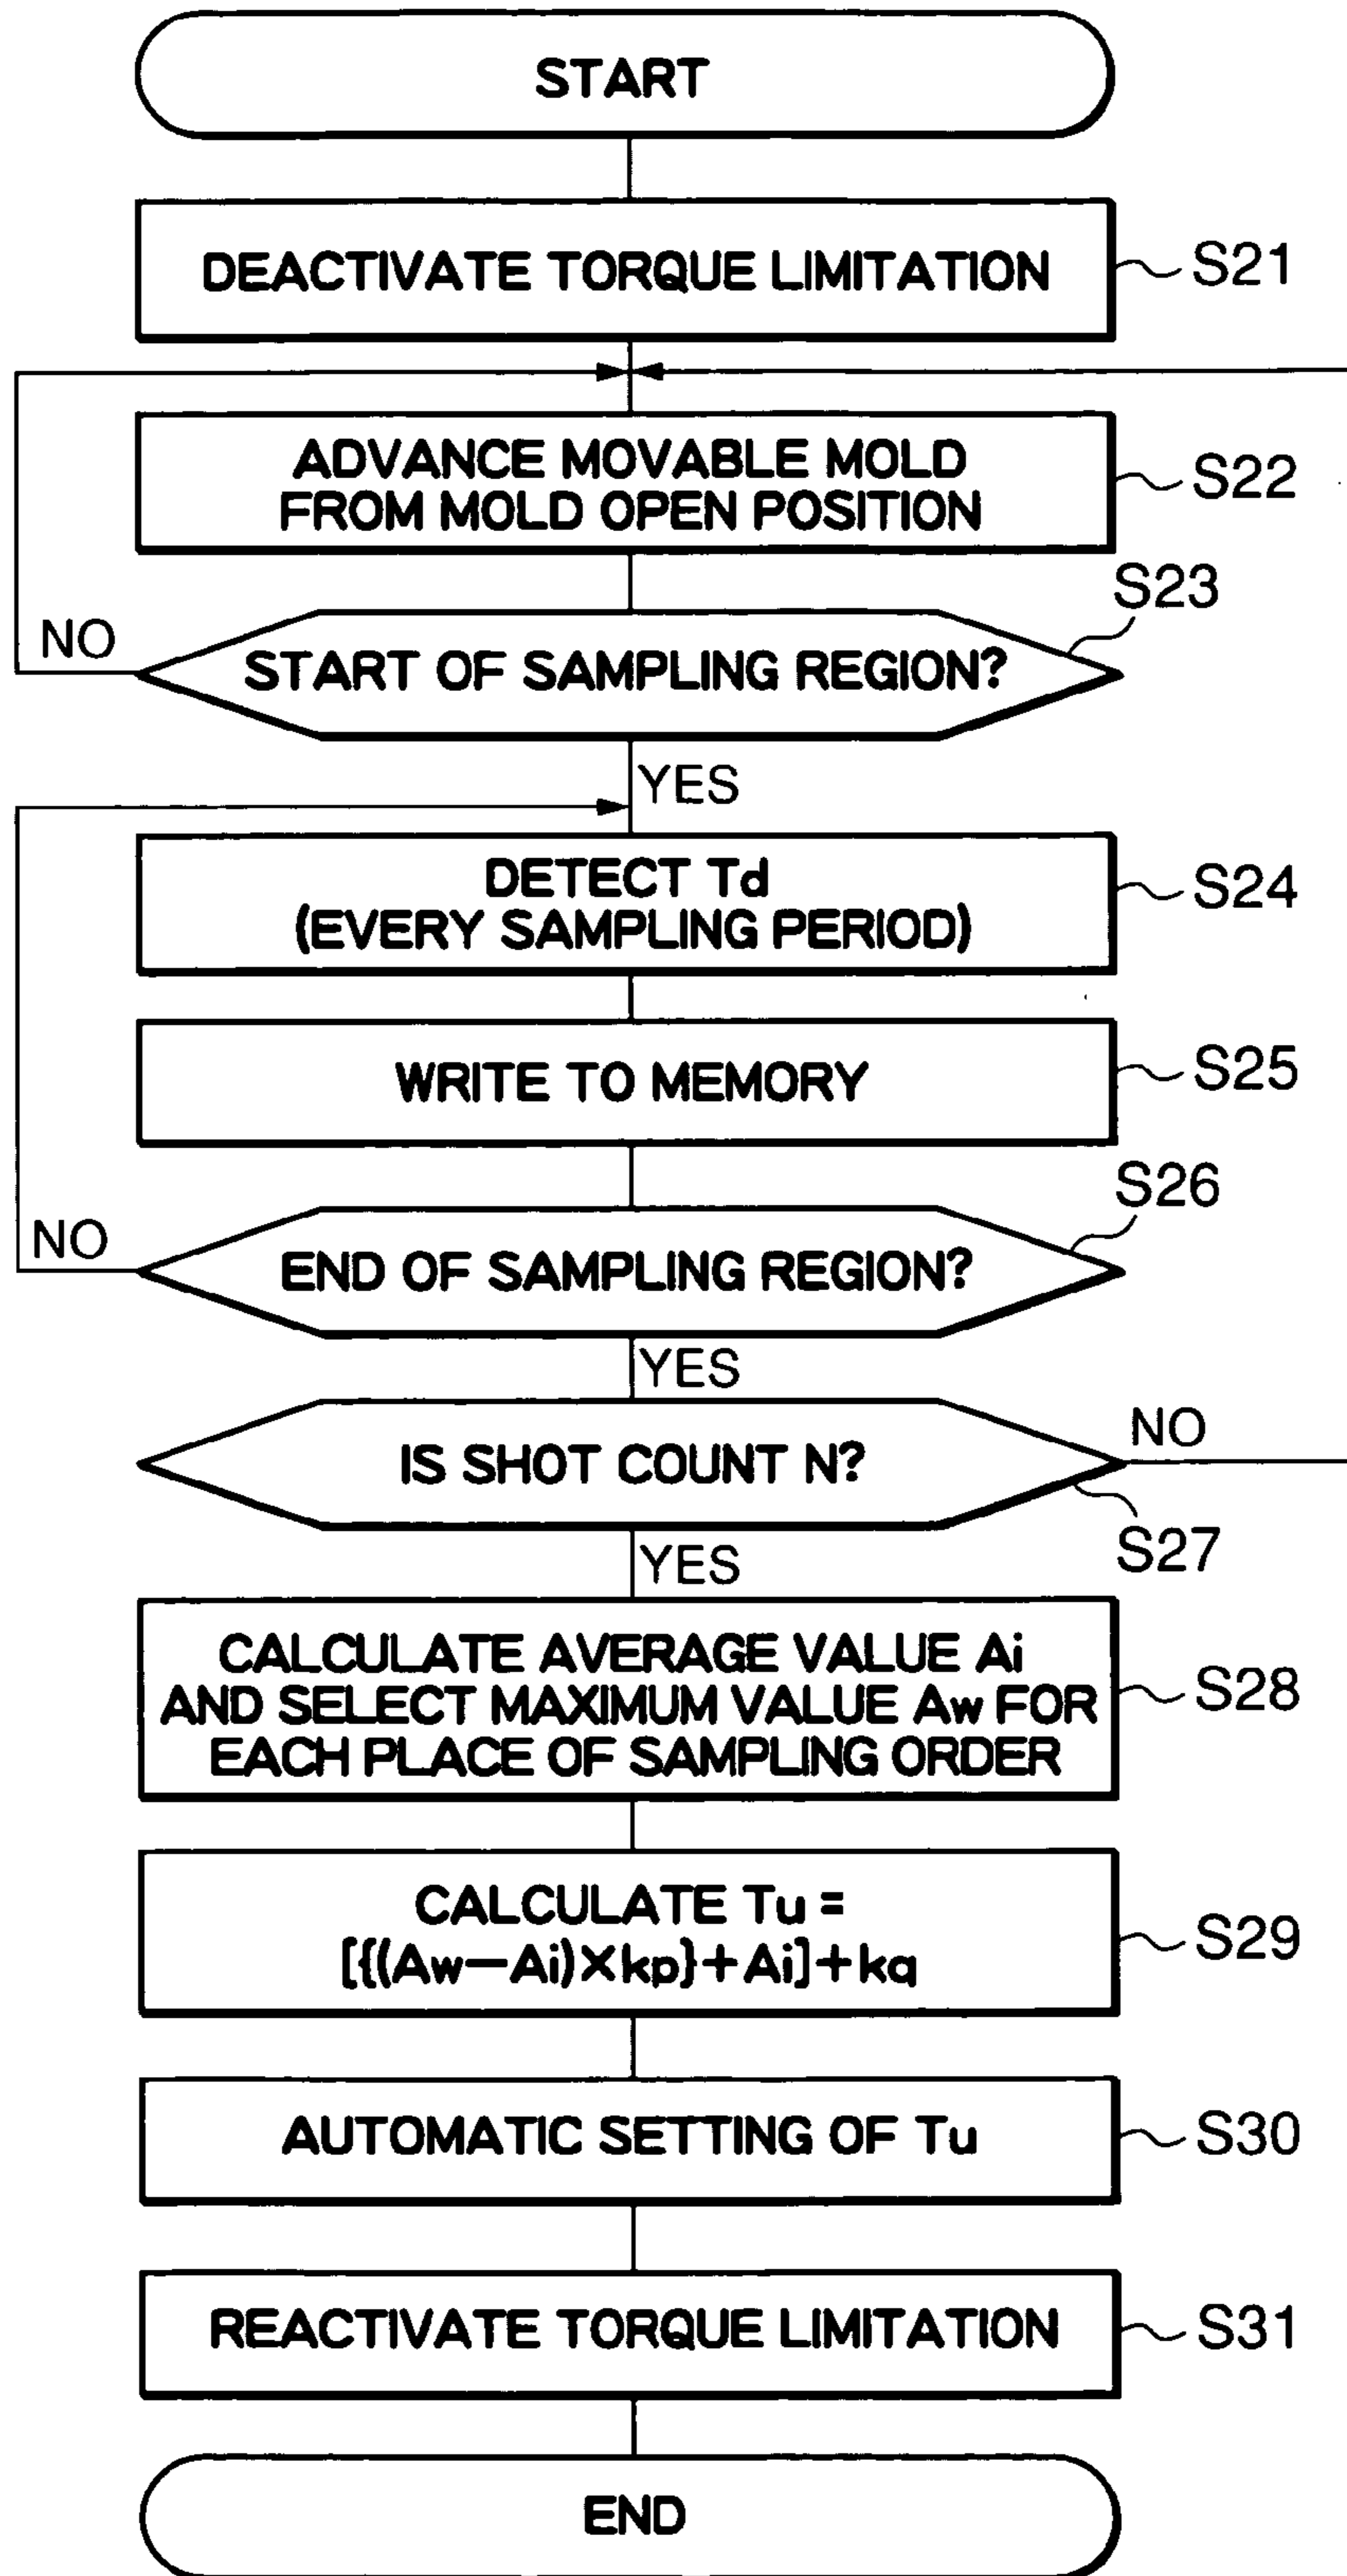 START
DEACTIVATE TORQUE LIMITATION
S21
ADVANCE MOVABLE MOLD
FROM MOLD OPEN POSITION
S22
S23
NO
START OF SAMPLING REGION?
YES
DETECT Td
(EVERY SAMPLING PERIOD)
S24
WRITE TO MEMORY
S25
S26
NO
END OF SAMPLING REGION?
YES
IS SHOT COUNT N?
NO
S27
YES
CALCULATE AVERAGE VALUE Ai
AND SELECT MAXIMUM VALUE Aw FOR
EACH PLACE OF SAMPLING ORDER
S28
CALCULATE Tu =
[{(Aw−Ai)×kp}+Ai]+kq
S29
AUTOMATIC SETTING OF Tu
S30
REACTIVATE TORQUE LIMITATION
S31
END